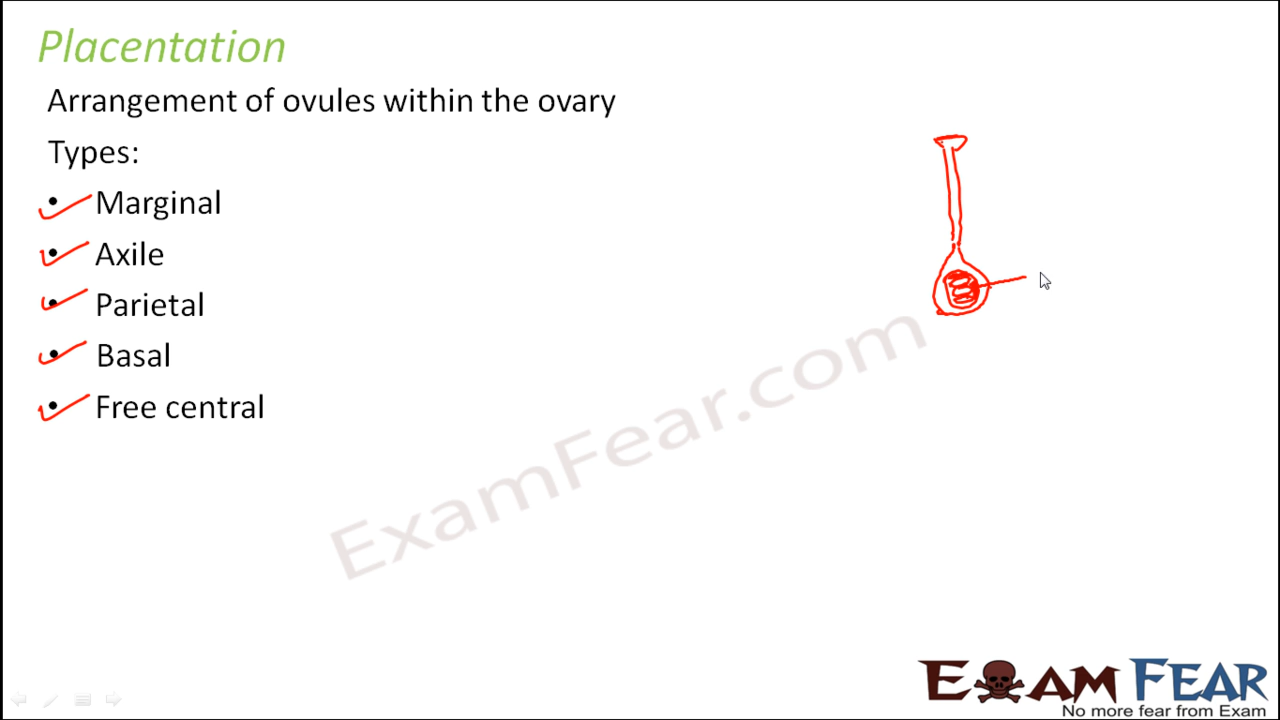 Placentation
Arrangement of ovules within the ovary
Types:
• Marginal
• Axile
• Parietal
• Basal
• Free central
ExamFear.com
EXAM FEAR
No more fear from Exam